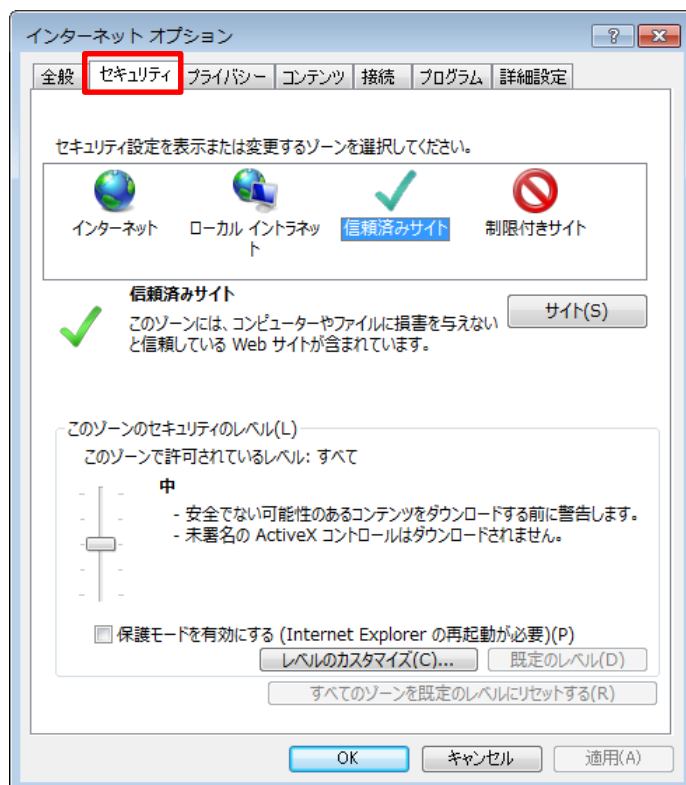 インターネット オプション
全般 セキュリティ プライバシー コンテンツ 接続 プログラム 詳細設定
セキュリティ設定を表示または変更するゾーンを選択してください。
インターネット ローカル イントラネッ 信頼済みサイト 制限付きサイト
ト
信頼済みサイト
サイト(S)
このゾーンには、コンピューターやファイルに損害を与えない
と信頼している Web サイトが含まれています。
このゾーンのセキュリティのレベル(L)
このゾーンで許可されているレベル: すべて
中
- 安全でない可能性のあるコンテンツをダウンロードする前に警告します。
- 未署名の ActiveX コントロールはダウンロードされません。
保護モードを有効にする (Internet Explorer の再起動が必要)(P)
レベルのカスタマイズ(C)... 既定のレベル(D)
すべてのゾーンを既定のレベルにリセットする(R)
OK キャンセル 適用(A)